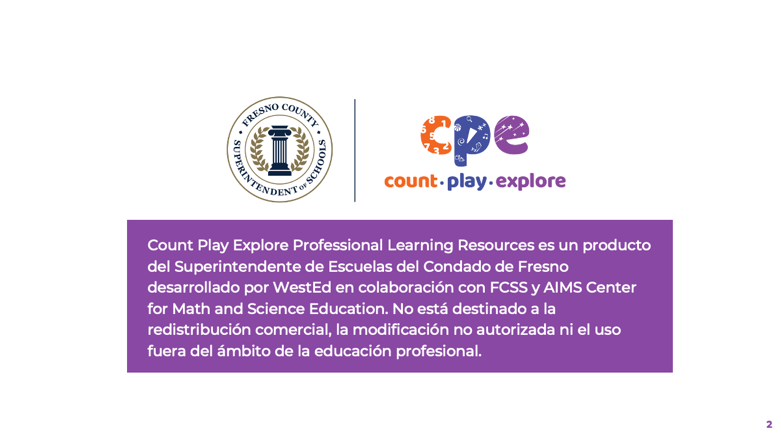 FRESNO COUNTY
SUPERINTENDENT OF SCHOOLS
cpe
count · play · explore
Count Play Explore Professional Learning Resources es un producto
del Superintendente de Escuelas del Condado de Fresno
desarrollado por WestEd en colaboración con FCSS y AIMS Center
for Math and Science Education. No está destinado a la
redistribución comercial, la modificación no autorizada ni el uso
fuera del ámbito de la educación profesional.
2